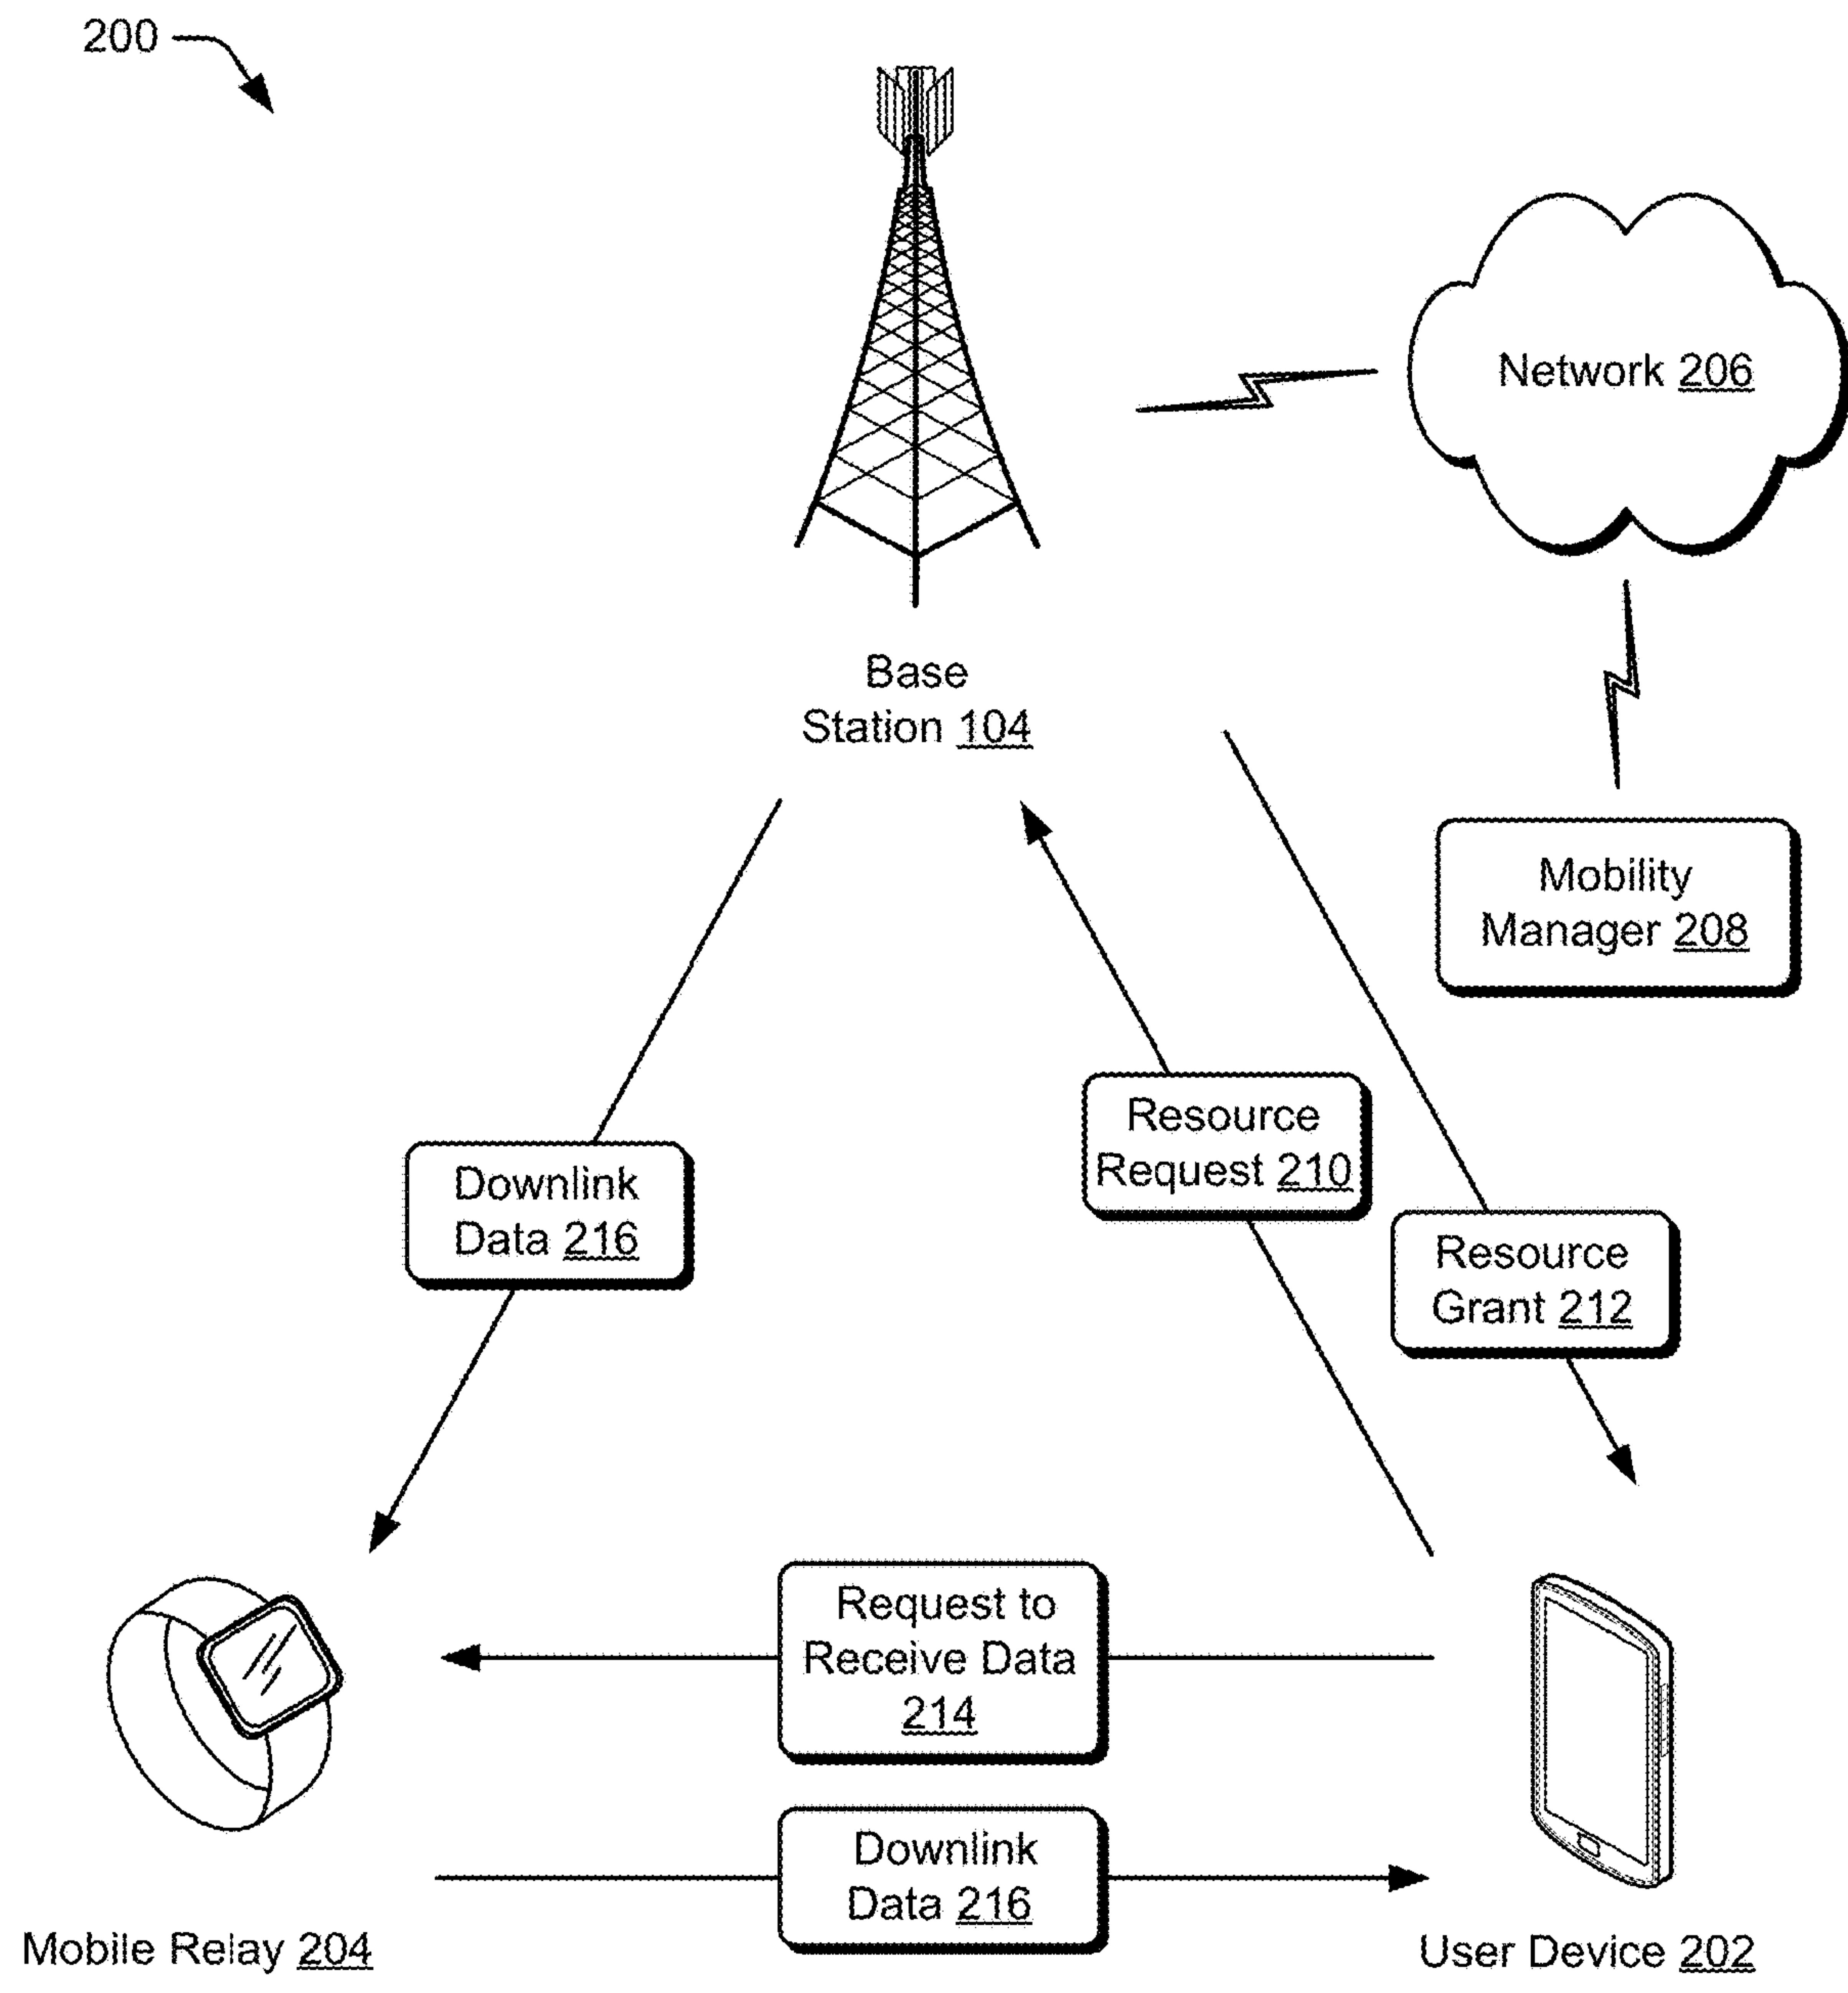 200
Network 206
Base
Station 104
Mobility
Manager 208
Resource
Request 210
Downlink
Data 216
Resource
Grant 212
Request to
Receive Data
214
Downlink
Data 216
Mobile Relay 204
User Device 202